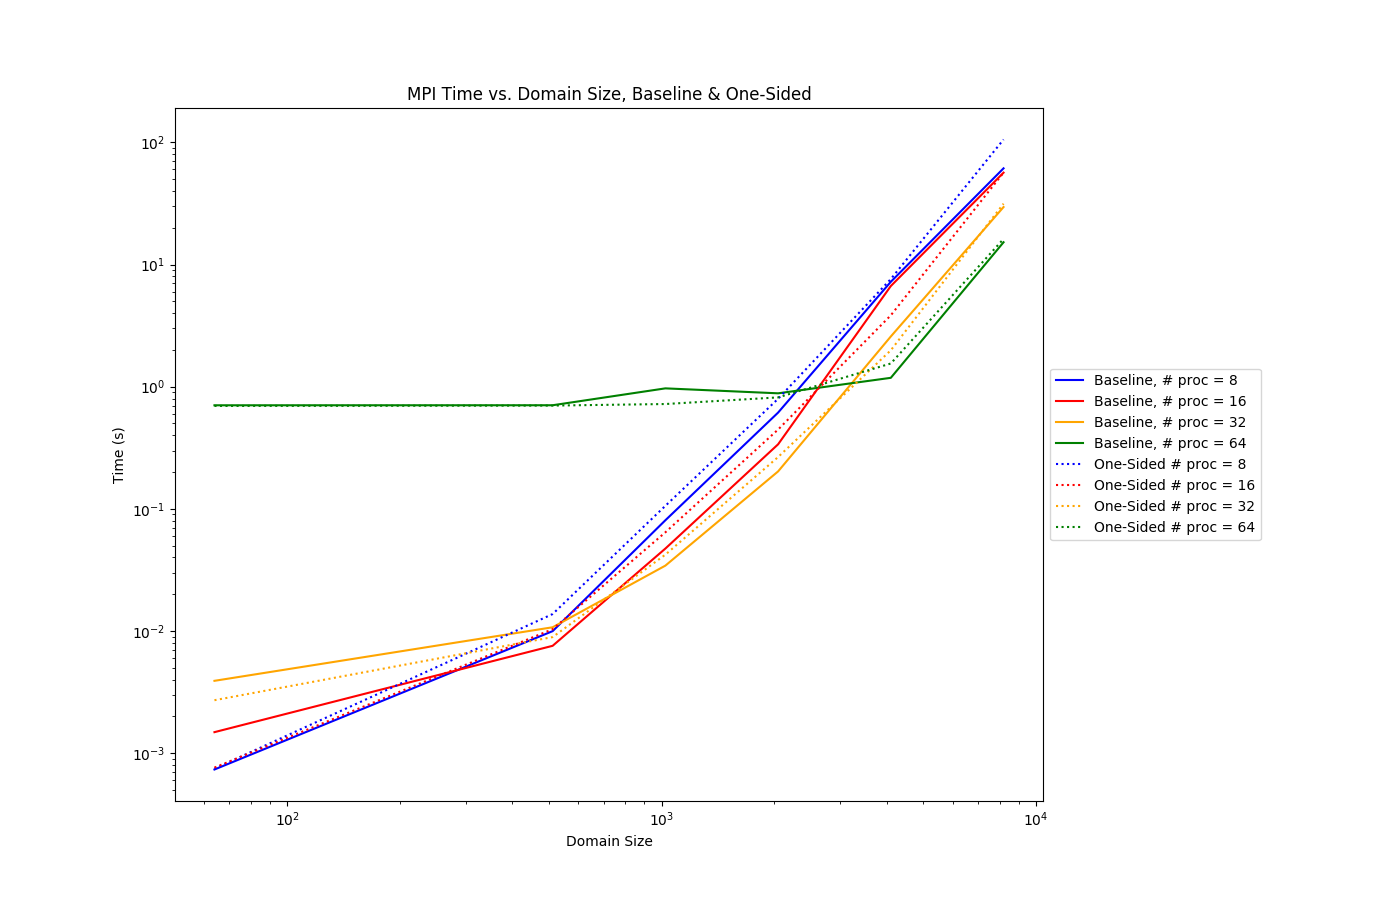 MPI Time vs. Domain Size, Baseline & One-Sided
Time (s)
10²
10¹
10⁰
10⁻¹
10⁻²
10⁻³
10²
10³
10⁴
Domain Size
Baseline, # proc = 8
Baseline, # proc = 16
Baseline, # proc = 32
Baseline, # proc = 64
One-Sided # proc = 8
One-Sided # proc = 16
One-Sided # proc = 32
One-Sided # proc = 64